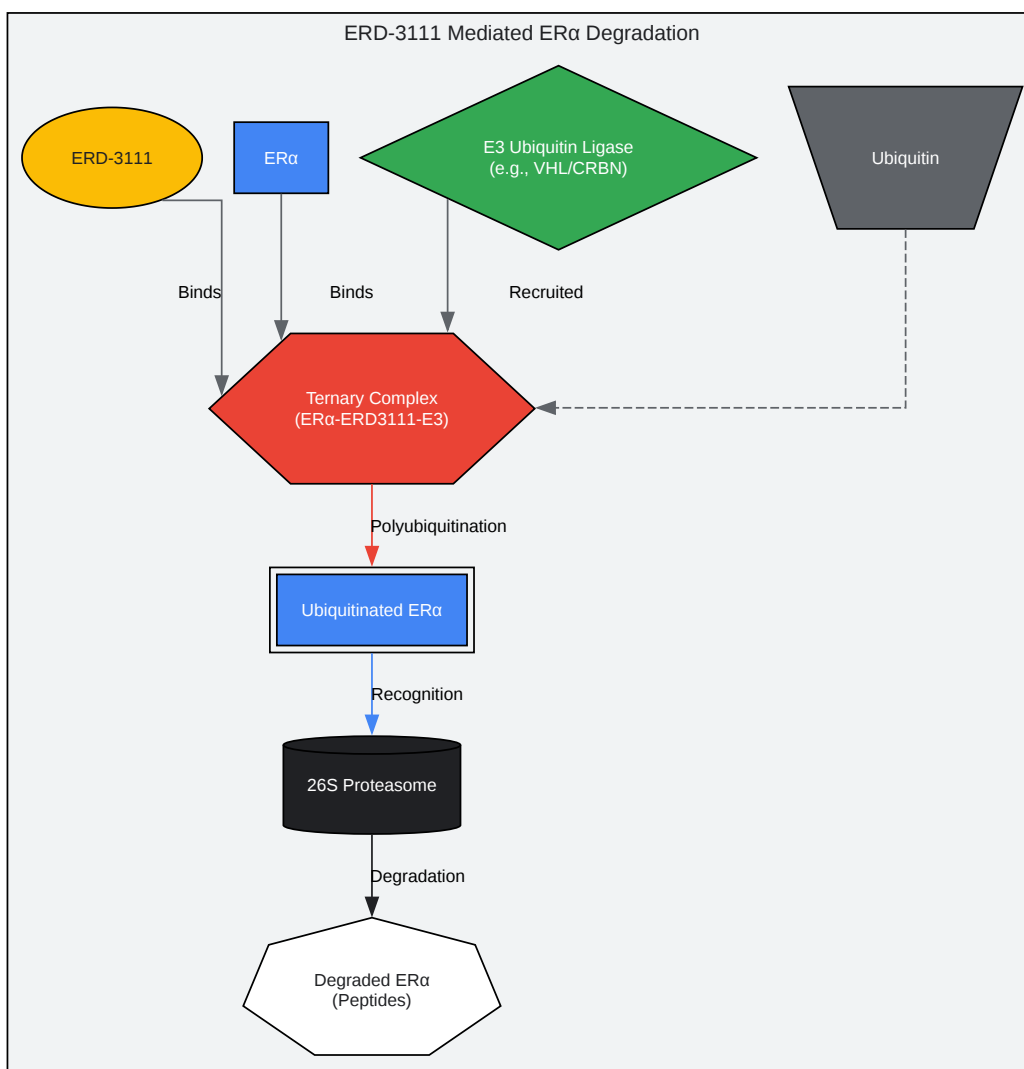 ERD-3111 Mediated ERα Degradation
ERD-3111
ERα
E3 Ubiquitin Ligase
(e.g., VHL/CRBN)
Ubiquitin
Binds
Binds
Recruited
Ternary Complex
(ERα-ERD3111-E3)
Polyubiquitination
Ubiquitinated ERα
Recognition
26S Proteasome
Degradation
Degraded ERα
(Peptides)